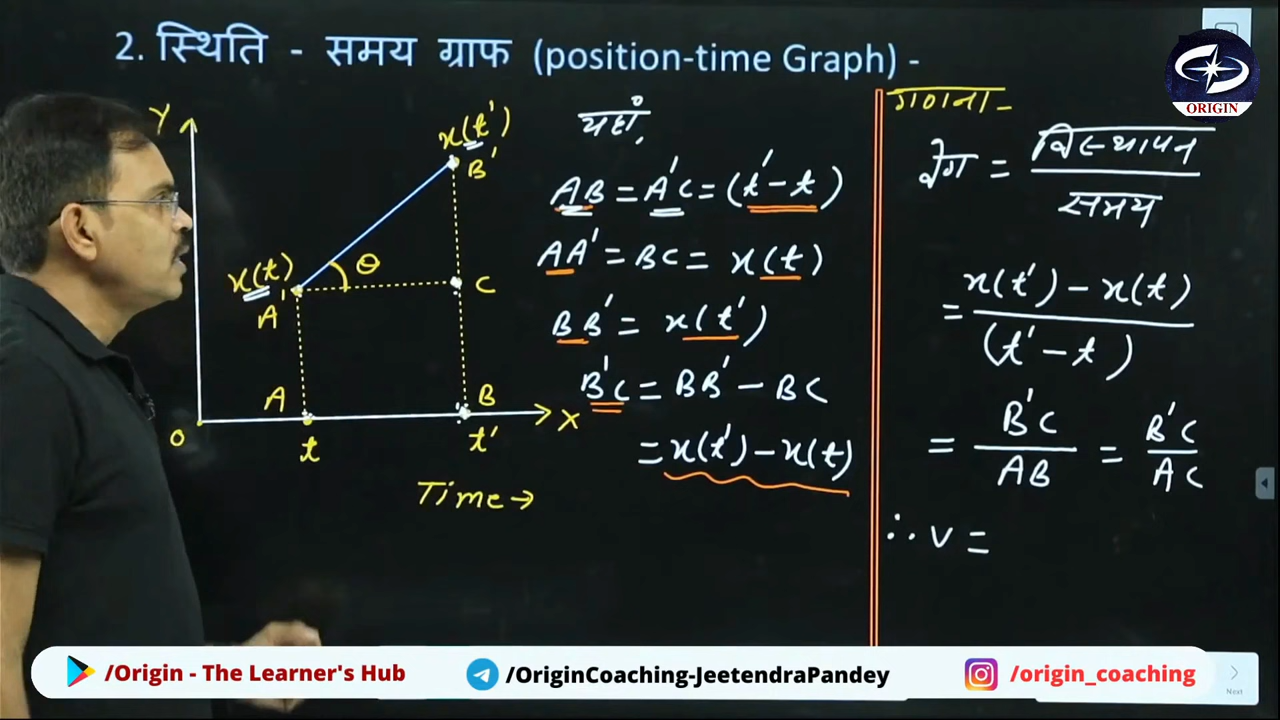 2. स्थिति - समय ग्राफ (position-time Graph) -
ORIGIN
Y
x(t')
B'
x(t)
A'
θ
C
A
B
O
t
t'
X
Time →
यहाँ,
AB = A'C = (t' - t)
AA' = BC = x(t)
BB' = x(t')
B'C = BB' - BC
= x(t') - x(t)
गणना -
वेग = विस्थापन / समय
= x(t') - x(t) / (t' - t)
= B'C / AB = B'C / AC
∴ v =
Next
/Origin - The Learner's Hub
/OriginCoaching-JeetendraPandey
/origin_coaching